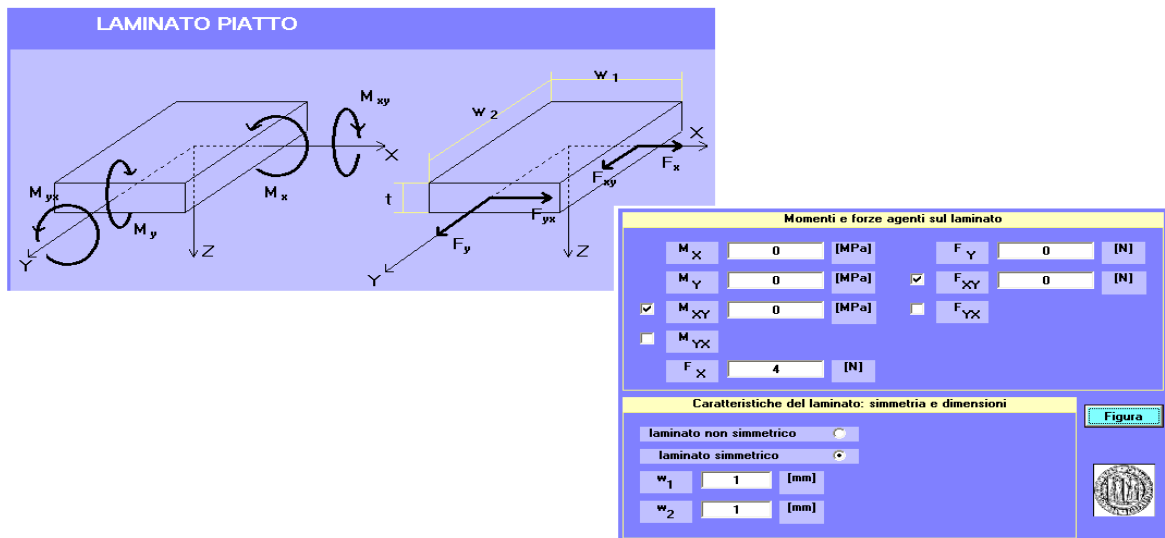 LAMINATO PIATTO
M xy
X
M x
M yx
M y
Y
Z
w 1
w 2
t
X
F x
F xy
F yx
F y
Y
Z
Momenti e forze agenti sul laminato
M X 0 [MPa] F Y 0 [N]
M Y 0 [MPa] F XY 0 [N]
M XY 0 [MPa] F YX
M YX
F X 4 [N]
Caratteristiche del laminato: simmetria e dimensioni
laminato non simmetrico
laminato simmetrico
w1 1 [mm]
w2 1 [mm]
Figura